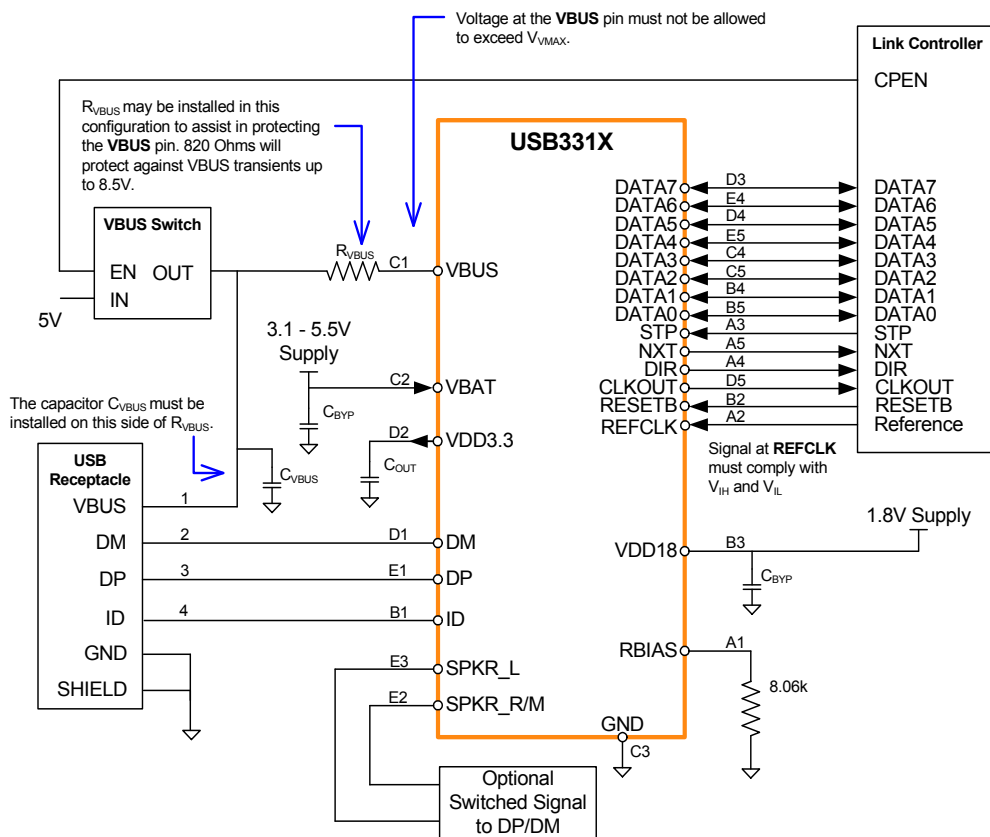 Voltage at the VBUS pin must not be allowed
to exceed VVMAX.
Link Controller
CPEN
RVBUS may be installed in this
configuration to assist in protecting
the VBUS pin. 820 Ohms will
protect against VBUS transients up
to 8.5V.
USB331X
VBUS Switch
EN OUT
IN
5V
RVBUS
C1
VBUS
DATA7 D3 DATA7
DATA6 E4 DATA6
DATA5 D4 DATA5
DATA4 E5 DATA4
DATA3 C4 DATA3
DATA2 C5 DATA2
DATA1 B4 DATA1
DATA0 B5 DATA0
STP A3 STP
NXT A5 NXT
DIR A4 DIR
CLKOUT D5 CLKOUT
RESETB B2 RESETB
REFCLK A2 Reference
3.1 - 5.5V
Supply
C2 VBAT
CBYP
D2 VDD3.3
COUT
Signal at REFCLK
must comply with
VIH and VIL
The capacitor CVBUS must be
installed on this side of RVBUS.
CVBUS
USB
Receptacle
VBUS 1
DM 2 D1 DM
DP 3 E1 DP
ID 4 B1 ID
GND
SHIELD
1.8V Supply
VDD18 B3
CBYP
RBIAS A1
8.06k
E3 SPKR_L
E2 SPKR_R/M
GND
C3
Optional
Switched Signal
to DP/DM